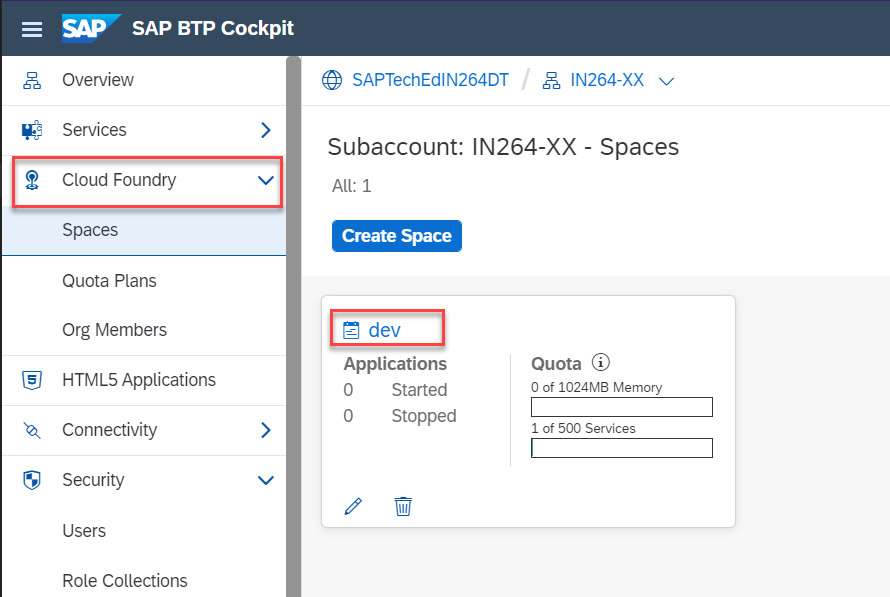 SAP SAP BTP Cockpit
Overview
Services
Cloud Foundry
Spaces
Quota Plans
Org Members
HTML5 Applications
Connectivity
Security
Users
Role Collections
SAPTechEdIN264DT / IN264-XX
Subaccount: IN264-XX - Spaces
All: 1
Create Space
dev
Applications
0 Started
0 Stopped
Quota
0 of 1024MB Memory
1 of 500 Services